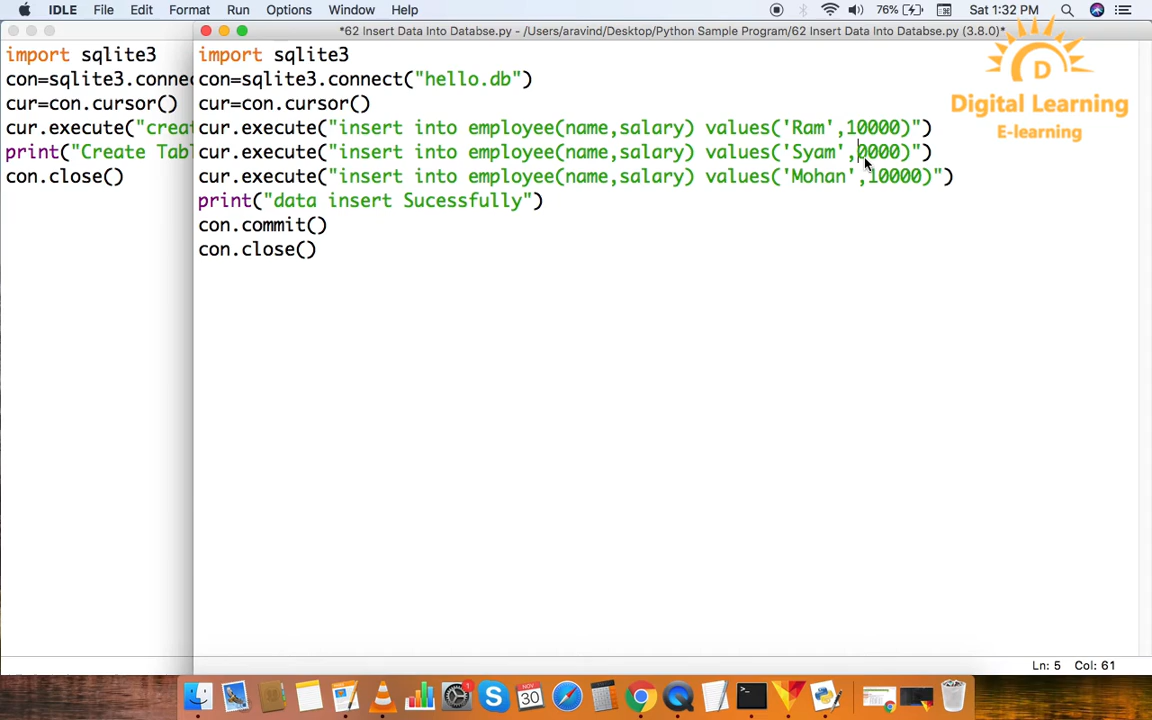 IDLE File Edit Format Run Options Window Help 76% Sat 1:32 PM
*62 Insert Data Into Databse.py - /Users/aravind/Desktop/Python Sample Program/62 Insert Data Into Databse.py (3.8.0)*
import sqlite3
con=sqlite3.connec
cur=con.cursor()
cur.execute("creat
print("Create Tabl
con.close()
import sqlite3
con=sqlite3.connect("hello.db")
cur=con.cursor()
cur.execute("insert into employee(name,salary) values('Ram',10000)")
cur.execute("insert into employee(name,salary) values('Syam',0000)")
cur.execute("insert into employee(name,salary) values('Mohan',10000)")
print("data insert Sucessfully")
con.commit()
con.close()
D
Digital Learning
E-learning
Ln: 5 Col: 61
1
NOV
30